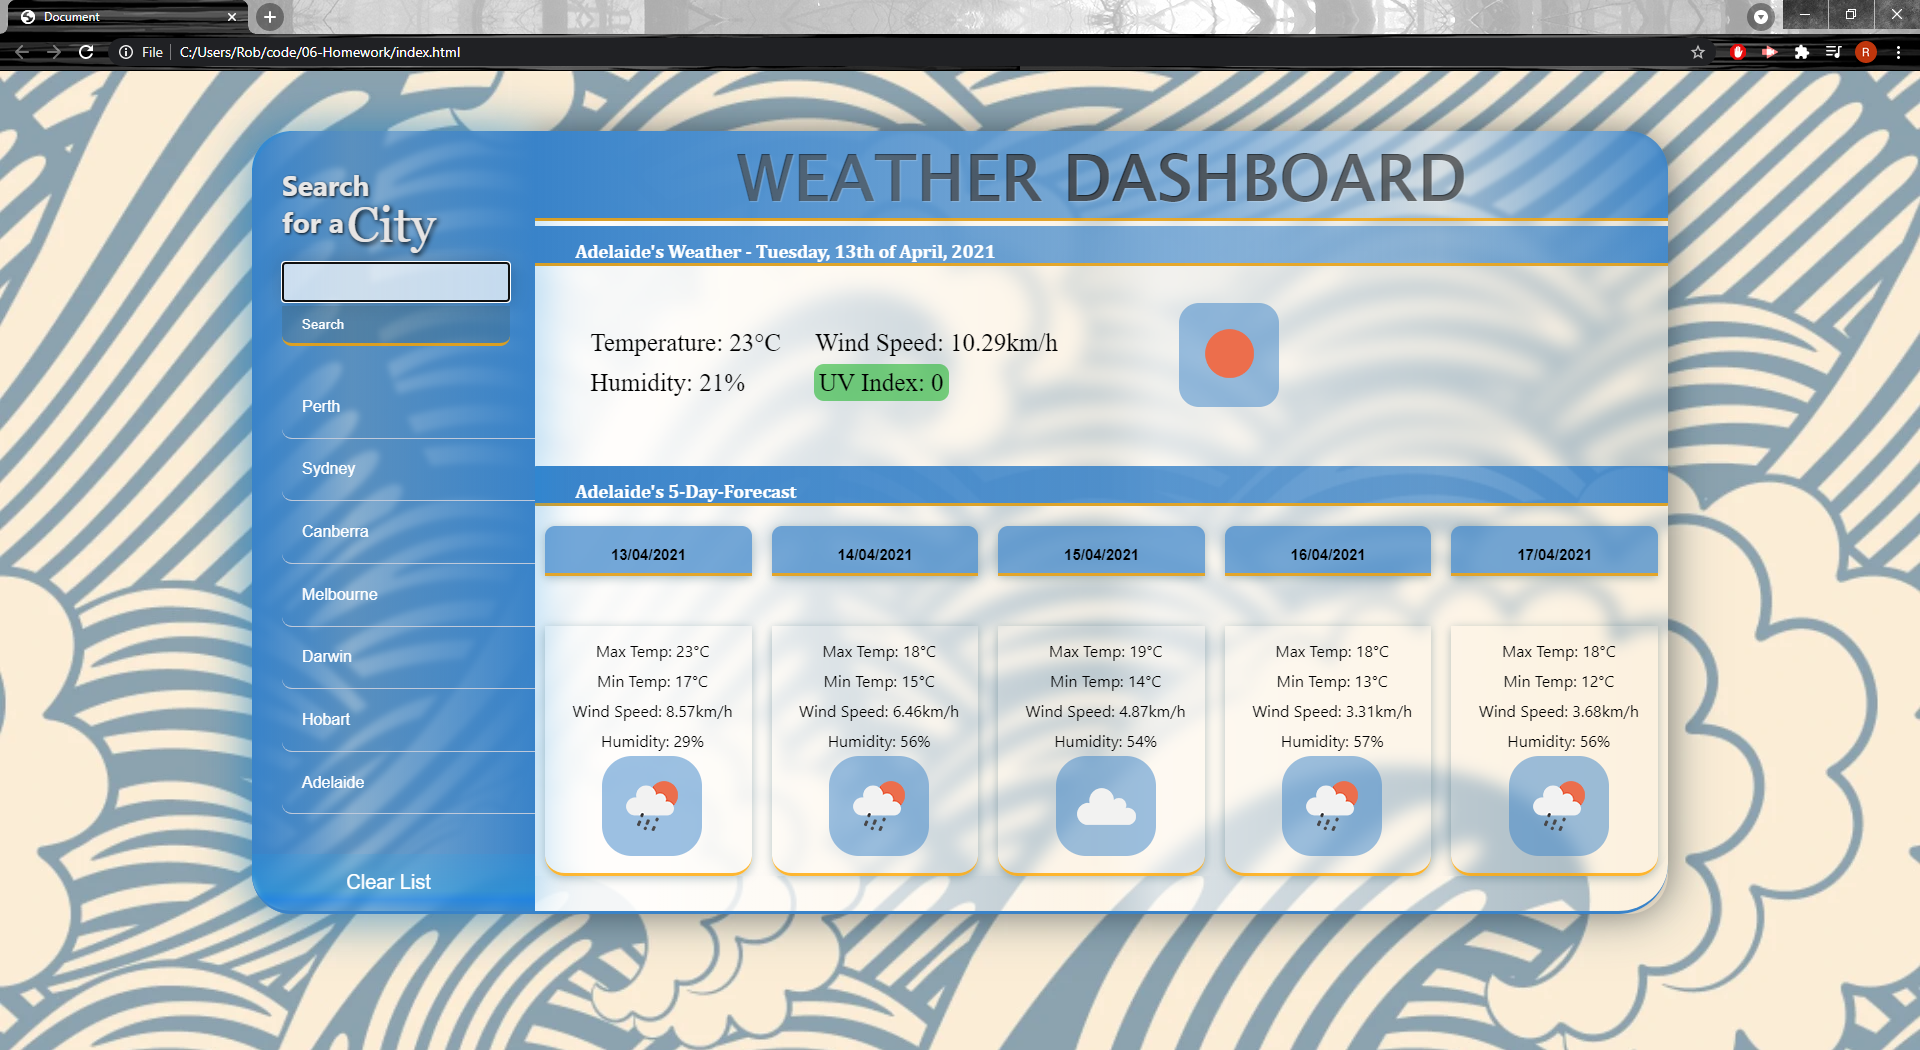 Document
File
C:/Users/Rob/code/06-Homework/index.html
R
Search
for a City
Search
Perth
Sydney
Canberra
Melbourne
Darwin
Hobart
Adelaide
Clear List
WEATHER DASHBOARD
Adelaide's Weather - Tuesday, 13th of April, 2021
Temperature: 23°C
Wind Speed: 10.29km/h
Humidity: 21%
UV Index: 0
Adelaide's 5-Day-Forecast
13/04/2021
Max Temp: 23°C
Min Temp: 17°C
Wind Speed: 8.57km/h
Humidity: 29%
14/04/2021
Max Temp: 18°C
Min Temp: 15°C
Wind Speed: 6.46km/h
Humidity: 56%
15/04/2021
Max Temp: 19°C
Min Temp: 14°C
Wind Speed: 4.87km/h
Humidity: 54%
16/04/2021
Max Temp: 18°C
Min Temp: 13°C
Wind Speed: 3.31km/h
Humidity: 57%
17/04/2021
Max Temp: 18°C
Min Temp: 12°C
Wind Speed: 3.68km/h
Humidity: 56%